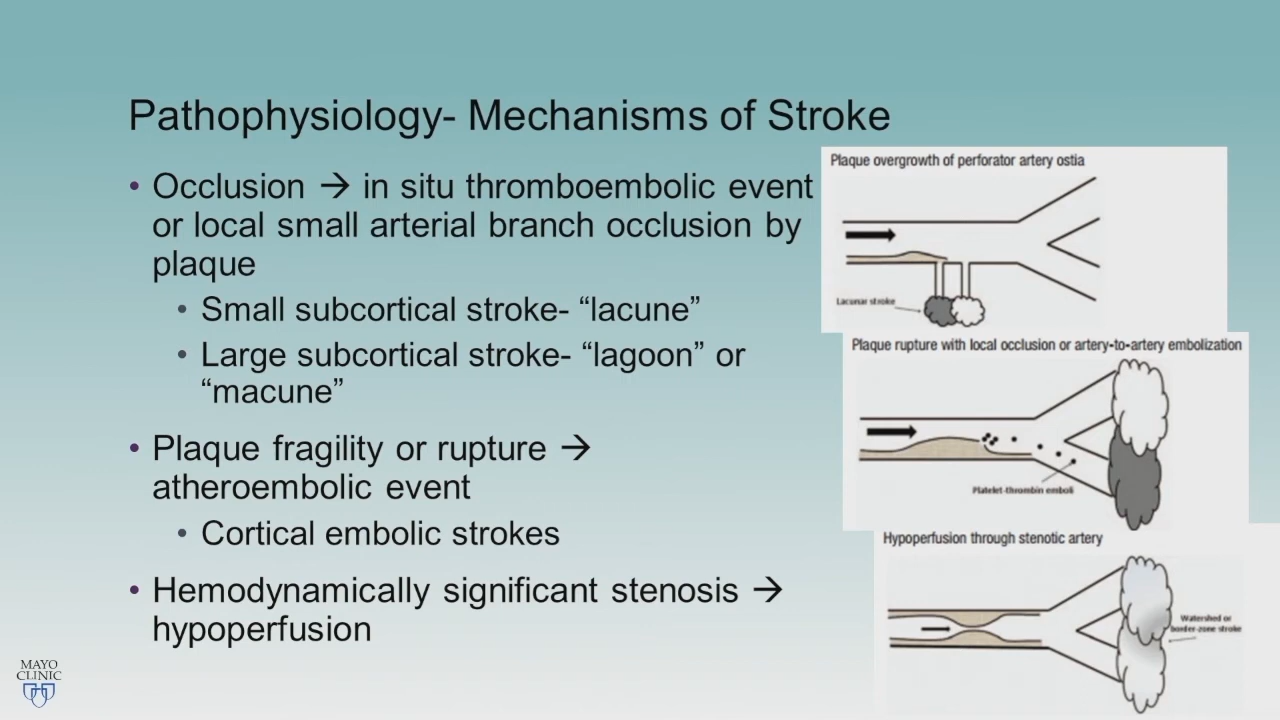 Pathophysiology- Mechanisms of Stroke
• Occlusion → in situ thromboembolic event
or local small arterial branch occlusion by
plaque
• Small subcortical stroke- “lacune”
• Large subcortical stroke- “lagoon” or
“macune”
• Plaque fragility or rupture →
atheroembolic event
• Cortical embolic strokes
• Hemodynamically significant stenosis →
hypoperfusion
Plaque overgrowth of perforator artery ostia
Lacunar stroke
Plaque rupture with local occlusion or artery-to-artery embolization
Platelet-thrombin emboli
Hypoperfusion through stenotic artery
Watershed or
border-zone stroke
MAYO
CLINIC